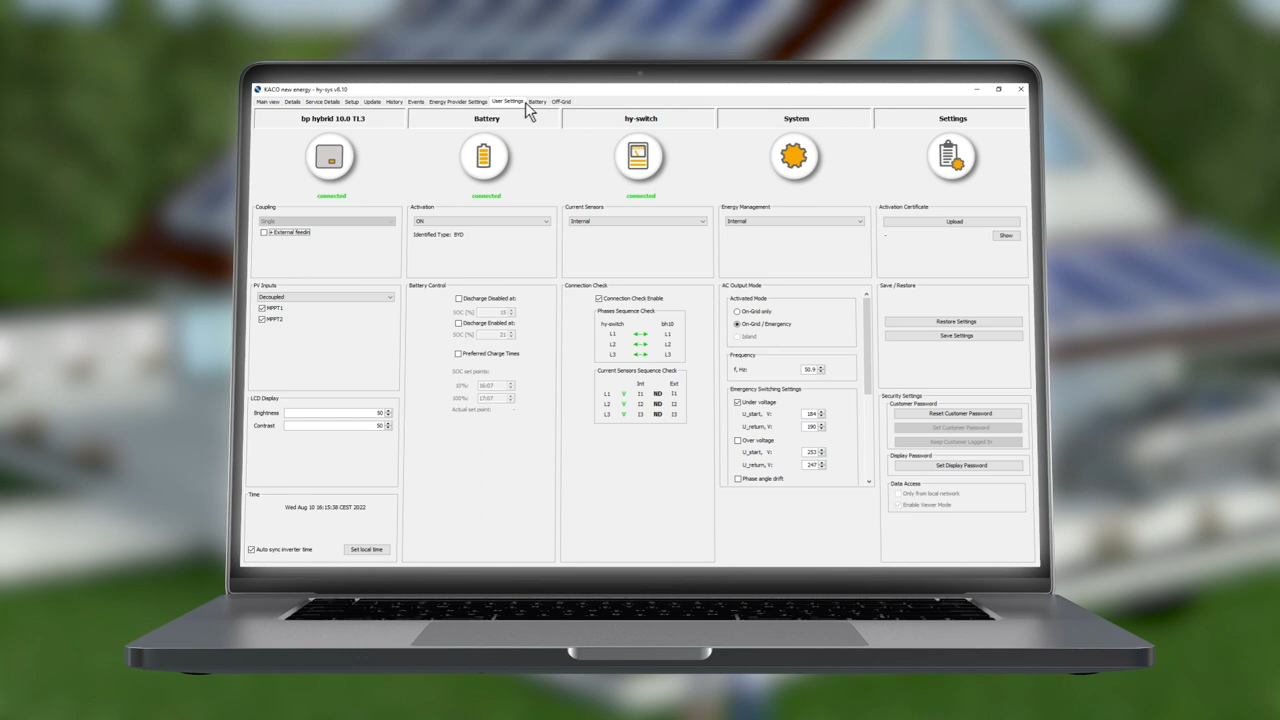 KACO new energy - hy-sys v8.10
Main view Details Service Details Setup Update History Events Energy Provider Settings User Settings Battery Off-Grid
bp hybrid 10.0 TL3
Battery
hy-switch
System
Settings
connected
connected
connected
Coupling
Single
+ External feedin
Activation
ON
Identified Type: BYD
Current Sensors
Internal
Energy Management
Internal
Activation Certificate
Upload
- Show
PV Inputs
Decoupled
MPPT1
MPPT2
LCD Display
Brightness 50
Contrast 50
Time
Wed Aug 10 16:15:38 CEST 2022
Auto sync inverter time
Set local time
Battery Control
Discharge Disabled at:
SOC [%] 15
Discharge Enabled at:
SOC [%] 21
Preferred Charge Times
SOC set points:
10%: 16:07
100%: 17:07
Actual set point: -
Connection Check
Connection Check Enable
Phases Sequence Check
hy-switch bh10
L1 L1
L2 L2
L3 L3
Current Sensors Sequence Check
Int Ext
L1 V I1 ND I1
L2 V I2 ND I2
L3 V I3 ND I3
AC Output Mode
Activated Mode
On-Grid only
On-Grid / Emergency
Island
Frequency
f, Hz: 50.9
Emergency Switching Settings
Under voltage
U_start, V: 184
U_return, V: 190
Over voltage
U_start, V: 253
U_return, V: 247
Phase angle drift
Save / Restore
Restore Settings
Save Settings
Security Settings
Customer Password
Reset Customer Password
Set Customer Password
Keep Customer Logged In
Display Password
Set Display Password
Data Access
Only from local network
Enable Viewer Mode